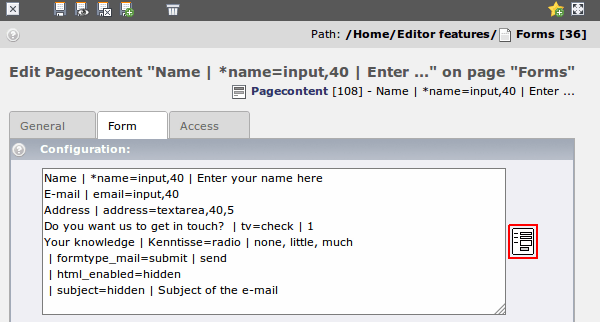 Path: /Home/Editor features/ Forms [36]
Edit Pagecontent "Name | *name=input,40 | Enter ..." on page "Forms"
Pagecontent [108] - Name | *name=input,40 | Enter ...
General Form Access
Configuration:
Name | *name=input,40 | Enter your name here
E-mail | email=input,40
Address | address=textarea,40,5
Do you want us to get in touch?  | tv=check | 1
Your knowledge | Kenntisse=radio | none, little, much
| formtype_mail=submit | send
| html_enabled=hidden
| subject=hidden | Subject of the e-mail